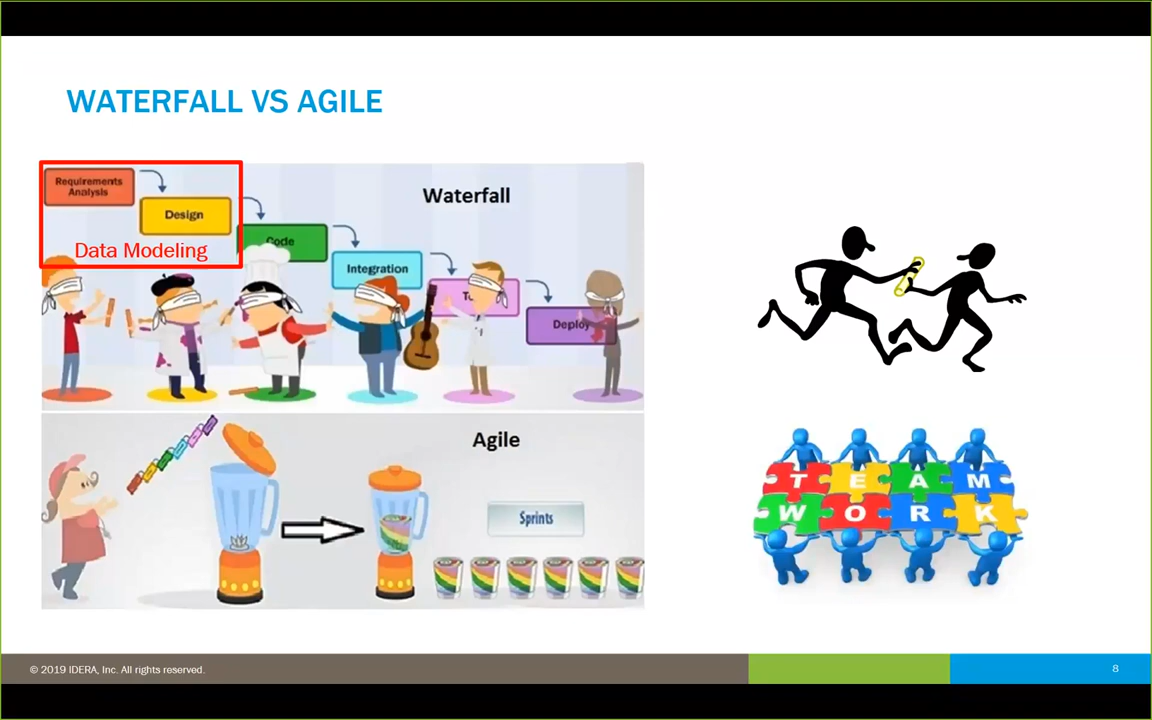 WATERFALL VS AGILE
Requirements
Analysis
Design
Data Modeling
Code
Integration
Deploy
Waterfall
Agile
Sprints
TEAM
WORK
© 2019 IDERA, Inc. All rights reserved.
8